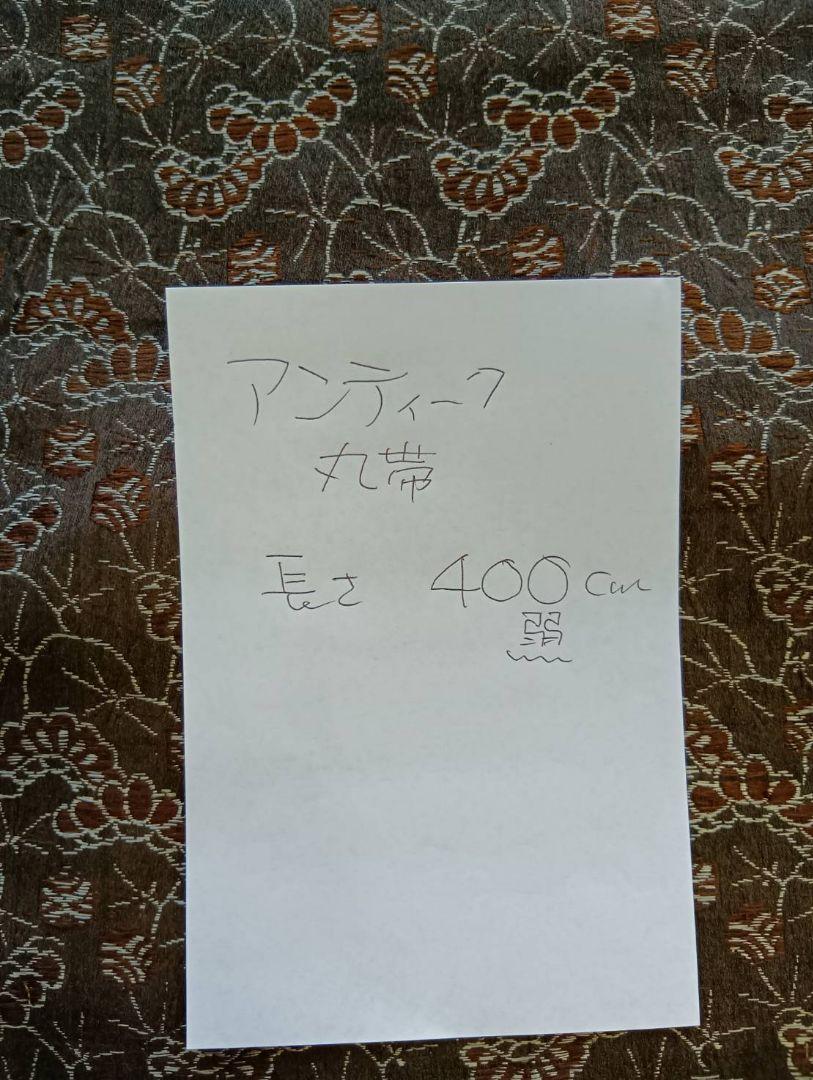 アンティーク
丸帯
長さ 400cm
弱